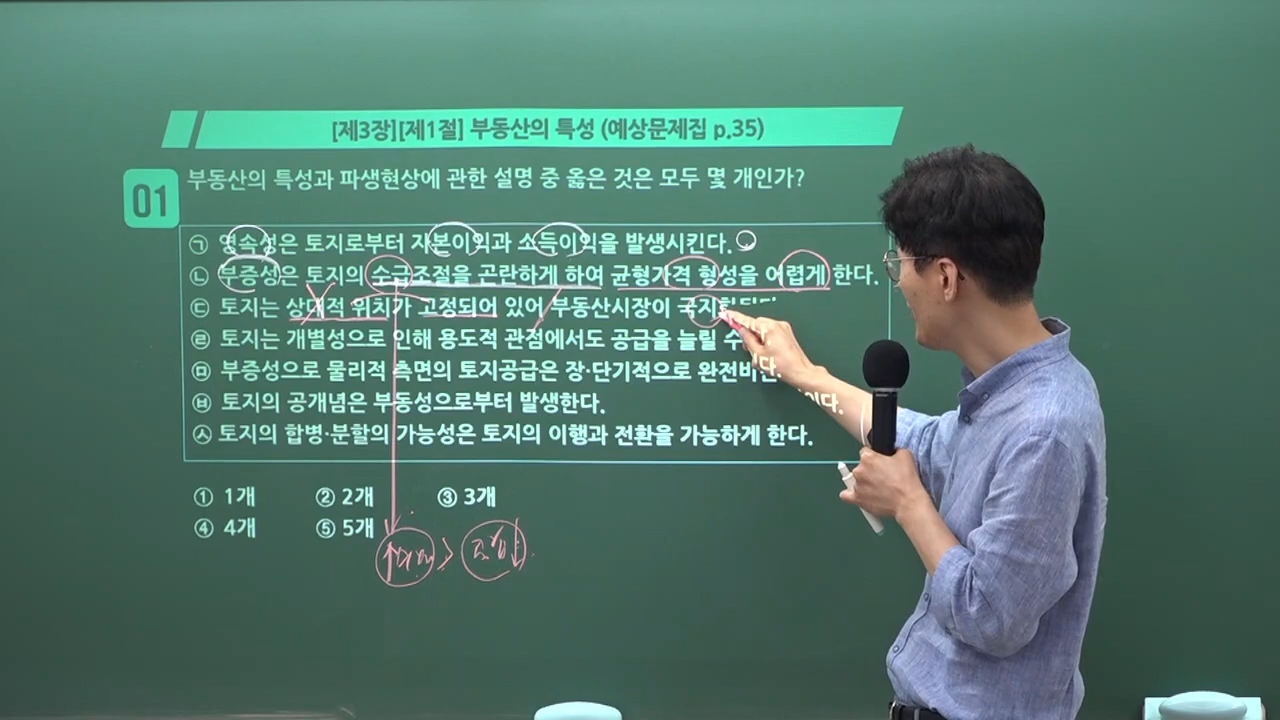 [제3장][제1절] 부동산의 특성 (예상문제집 p.35)
01 부동산의 특성과 파생현상에 관한 설명 중 옳은 것은 모두 몇 개인가?
㉠ 영속성은 토지로부터 자본이익과 소득이익을 발생시킨다.
㉡ 부증성은 토지의 수급조절을 곤란하게 하여 균형가격 형성을 어렵게 한다.
㉢ 토지는 상대적 위치가 고정되어 있어 부동산시장이 국지화된다.
㉣ 토지는 개별성으로 인해 용도적 관점에서도 공급을 늘릴 수
㉤ 부증성으로 물리적 측면의 토지공급은 장·단기적으로
㉥ 토지의 공개념은 부동성으로부터 발생한다.
㉦ 토지의 합병·분할의 가능성은 토지의 이행과 전환을 가능하게 한다.
① 1개 ② 2개 ③ 3개
④ 4개 ⑤ 5개